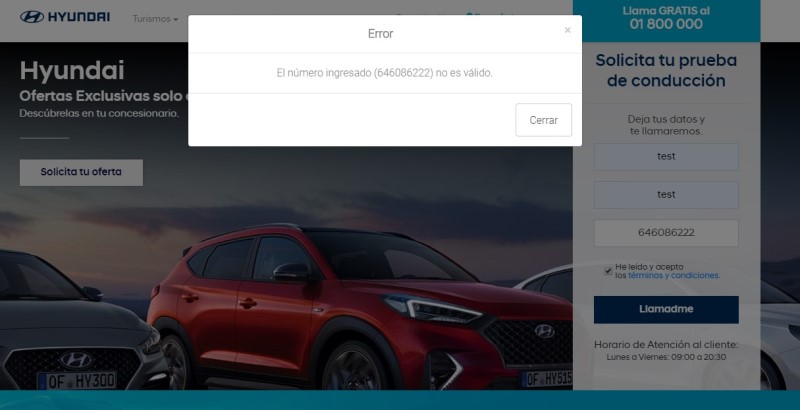 HYUNDAI
Turismos
Error
×
El número ingresado (646086222) no es válido.
Cerrar
Hyundai
Ofertas Exclusivas solo
Descúbrelas en tu concesionario.
Solicita tu oferta
Llama GRATIS al
01 800 000
Solicita tu prueba
de conducción
Deja tus datos y
te llamaremos.
test
test
646086222
He leído y acepto
los términos y condiciones.
Llamadme
Horario de Atención al cliente:
Lunes a Viernes: 09:00 a 20:30
OF HY300
OF HY515